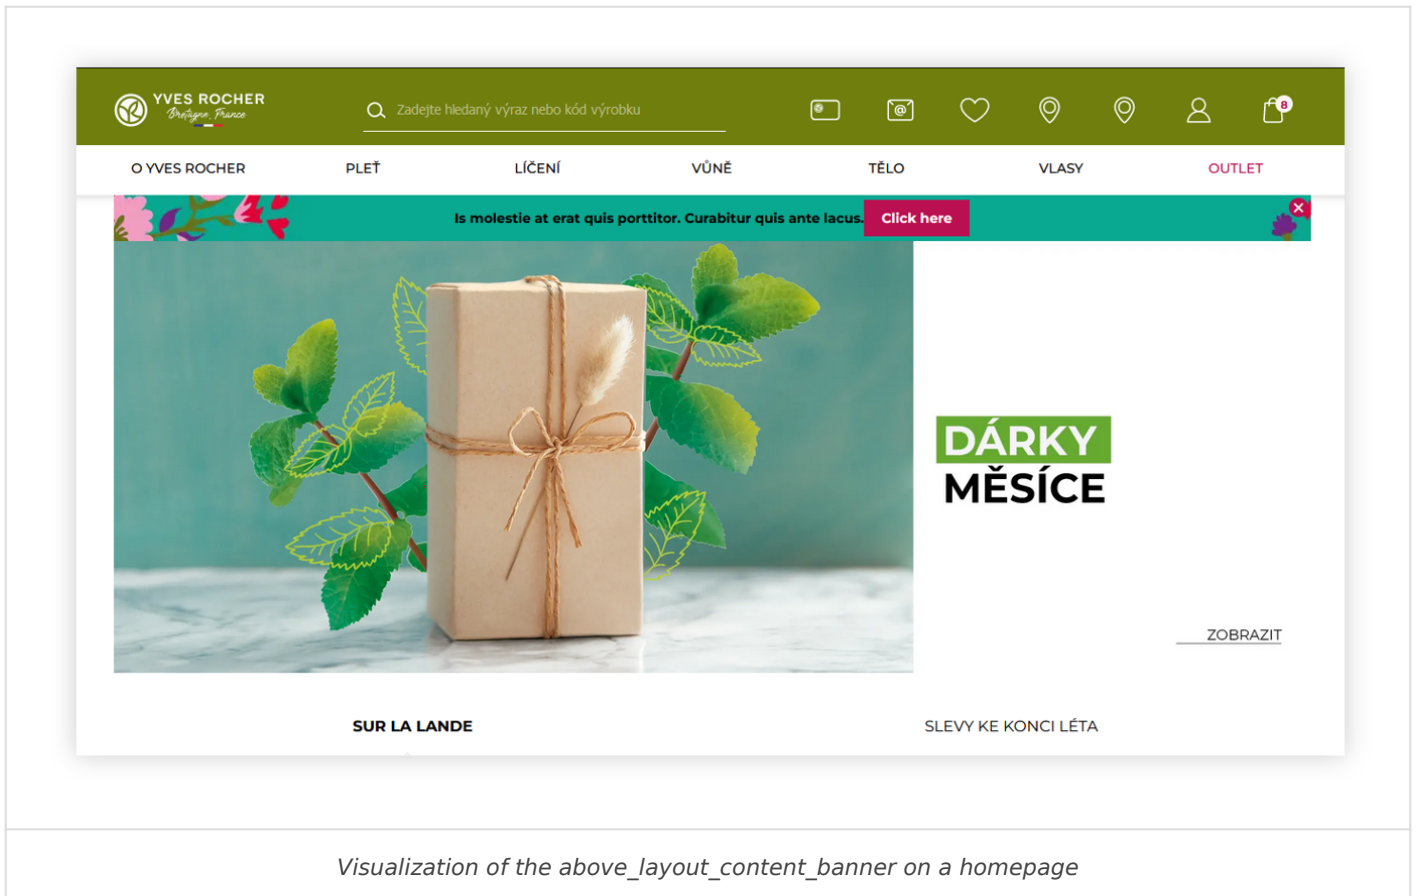 YVES ROCHER
Bretagne, France
Zadejte hledaný výraz nebo kód výrobku
8
O YVES ROCHER PLEŤ LÍČENÍ VŮNĚ TĚLO VLASY OUTLET
Is molestie at erat quis porttitor. Curabitur quis ante lacus. Click here
DÁRKY
MĚSÍCE
ZOBRAZIT
SUR LA LANDE SLEVY KE KONCI LÉTA
Visualization of the above_layout_content_banner on a homepage